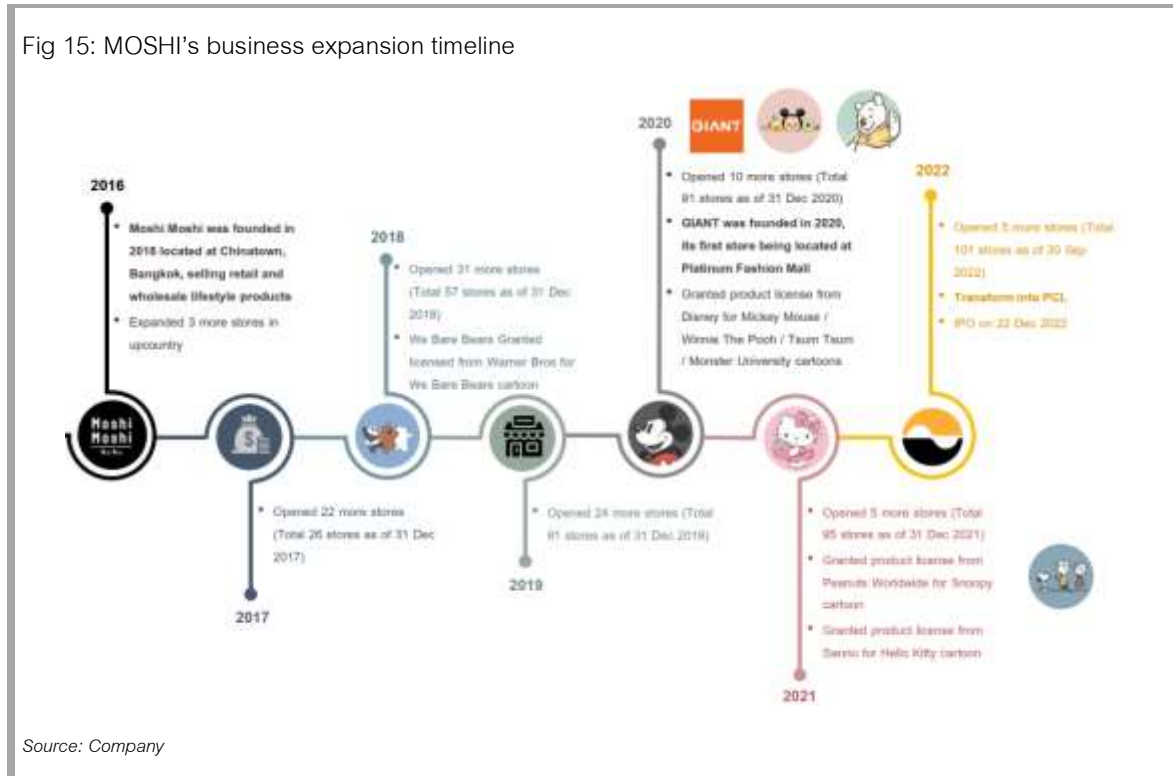 Fig 15: MOSHI's business expansion timeline
2016
• Moshi Moshi was founded in
2016 located at Chinatown,
Bangkok, selling retail and
wholesale lifestyle products
• Expanded 3 more stores in
upcountry
2018
• Opened 31 more stores
(Total 57 stores as of 31 Dec
2018)
• We Bare Bears Granted
licensed from Warner Bros for
We Bare Bears cartoon
2020
GIANT
• Opened 10 more stores (Total
91 stores as of 31 Dec 2020)
• GIANT was founded in 2020,
its first store being located at
Platinum Fashion Mall
• Granted product license from
Disney for Mickey Mouse /
Winnie The Pooh / Tsum Tsum
/ Monster University cartoons
2022
• Opened 5 more stores (Total
101 stores as of 30 Sep
2022)
• Transform into PCL
• IPO on 22 Dec 2022
Moshi
Moshi
• Opened 22 more stores
(Total 26 stores as of 31 Dec
2017)
2017
• Opened 24 more stores (Total
81 stores as of 31 Dec 2019)
2019
• Opened 5 more stores (Total
95 stores as of 31 Dec 2021)
• Granted product license from
Peanuts Worldwide for Snoopy
cartoon
• Granted product license from
Sanrio for Hello Kitty cartoon
2021
Source: Company